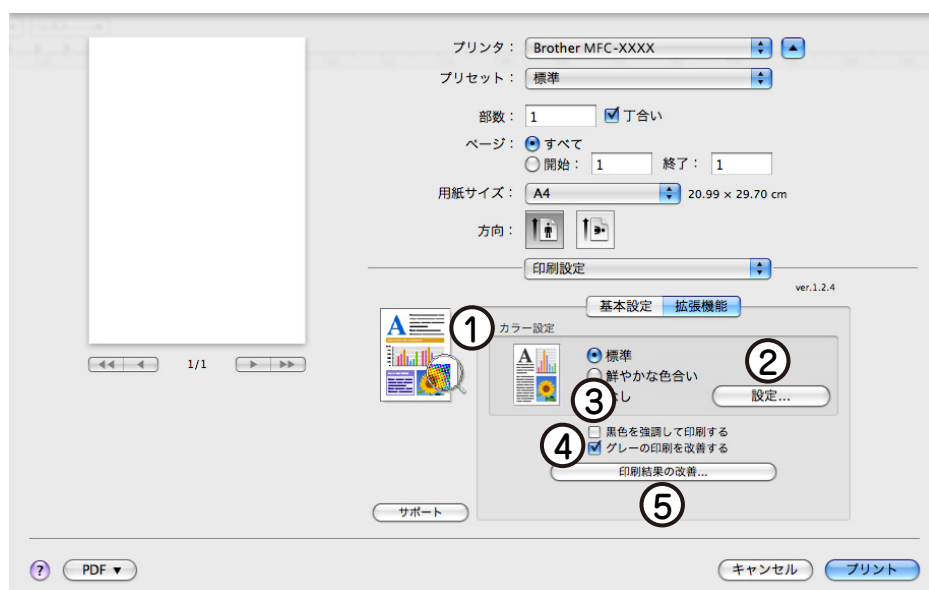 プリンタ： Brother MFC-XXXX
プリセット： 標準
部数： 1 丁合い
ページ： すべて
開始： 1 終了： 1
用紙サイズ： A4 20.99 × 29.70 cm
方向：
印刷設定
ver.1.2.4
基本設定 拡張機能
① カラー設定
標準
鮮やかな色合い
②
③ し 設定...
黒色を強調して印刷する
④ グレーの印刷を改善する
印刷結果の改善...
⑤
1/1
サポート
? PDF ▼ キャンセル プリント